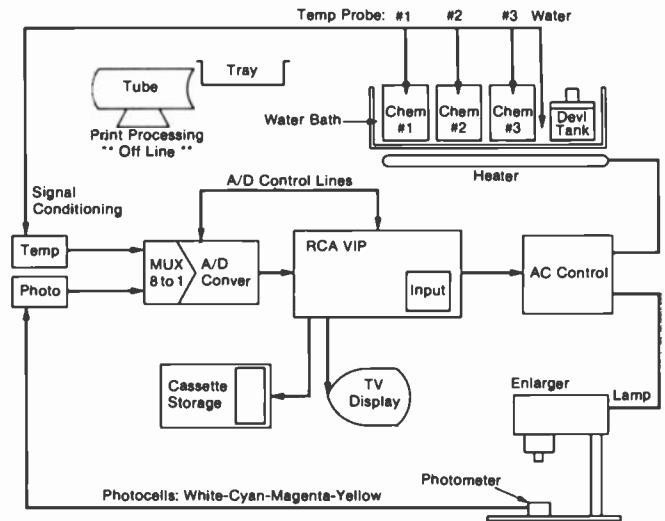 Temp Probe: #1 #2 #3 Water
Tube
Tray
Print Processing
" Off Line "
Water Bath
Chem
#1
Chem
#2
Chem
#3
Devl
Tank
Heater
Signal
Conditioning
A/D Control Lines
Temp
Photo
MUX
8 to 1
A/D
Conver
RCA VIP
Input
AC Control
Cassette
Storage
TV
Display
Enlarger
Lamp
Photometer
Photocells: White-Cyan-Magenta-Yellow